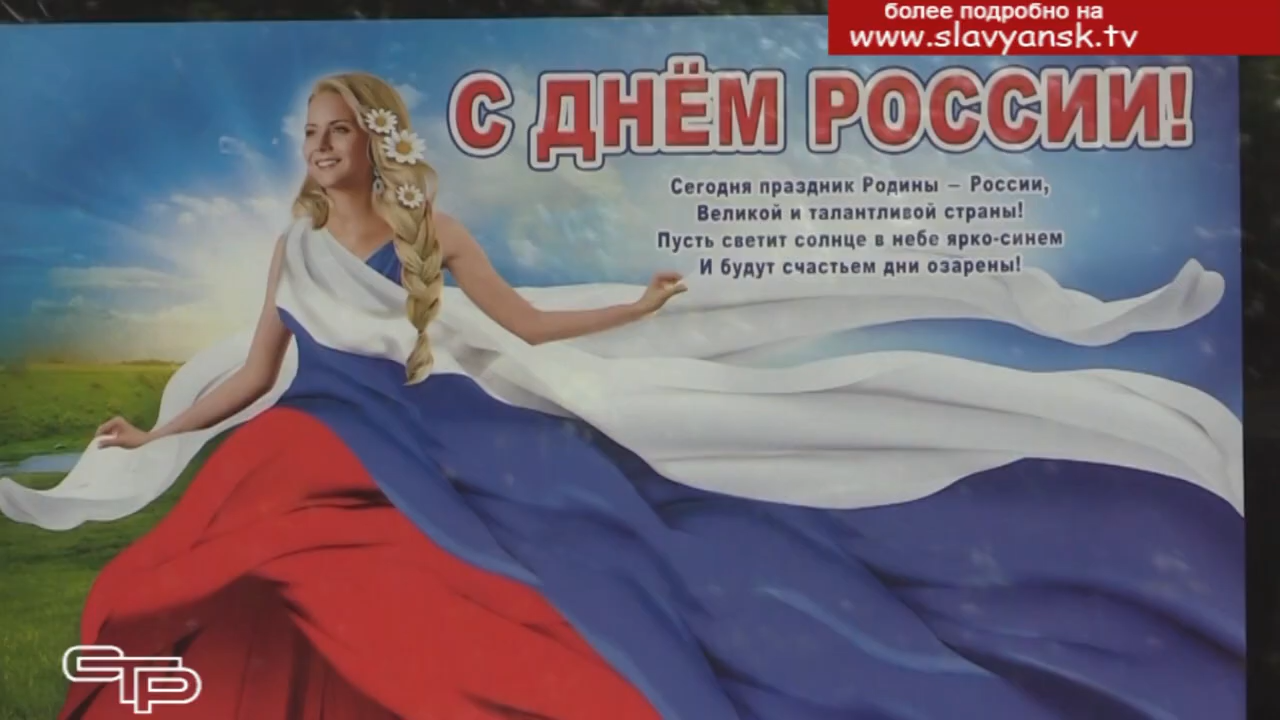 более подробно на
www.slavyansk.tv
С ДНЁМ РОССИИ!
Сегодня праздник Родины – России,
Великой и талантливой страны!
Пусть светит солнце в небе ярко-синем
И будут счастьем дни озарены!
СТР